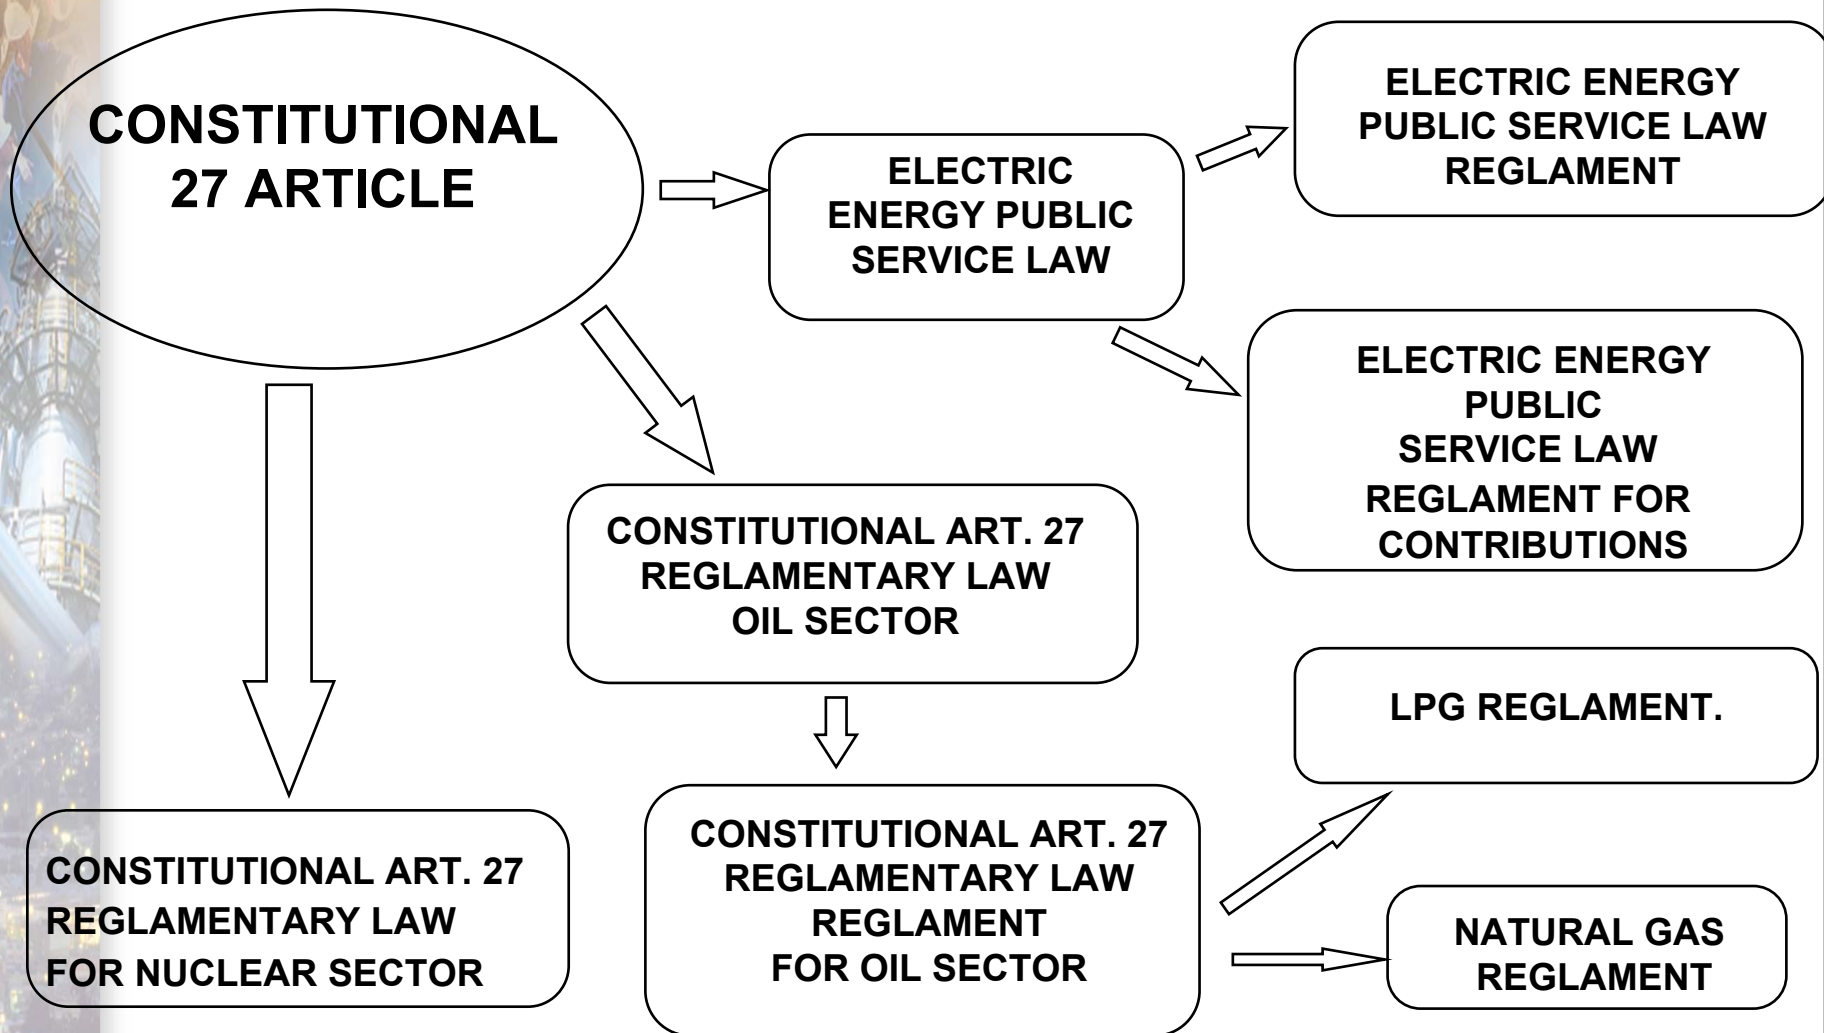 CONSTITUTIONAL
27 ARTICLE
ELECTRIC
ENERGY PUBLIC
SERVICE LAW
ELECTRIC ENERGY
PUBLIC SERVICE LAW
REGLAMENT
ELECTRIC ENERGY
PUBLIC
SERVICE LAW
REGLAMENT FOR
CONTRIBUTIONS
CONSTITUTIONAL ART. 27
REGLAMENTARY LAW
OIL SECTOR
LPG REGLAMENT.
CONSTITUTIONAL ART. 27
REGLAMENTARY LAW
FOR NUCLEAR SECTOR
CONSTITUTIONAL ART. 27
REGLAMENTARY LAW
REGLAMENT
FOR OIL SECTOR
NATURAL GAS
REGLAMENT